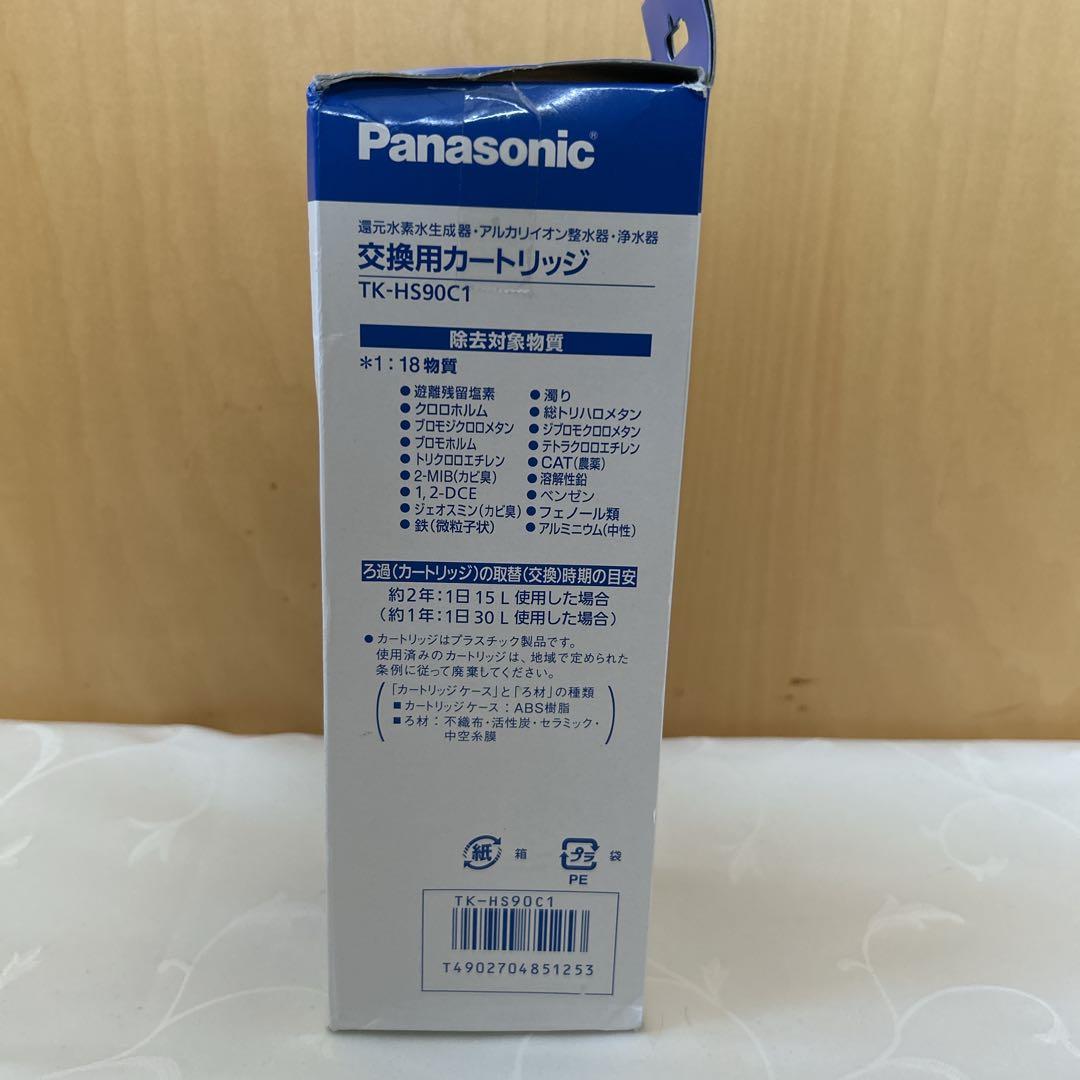 Panasonic®
還元水素水生成器・アルカリイオン整水器・浄水器
交換用カートリッジ
TK-HS90C1
除去対象物質
*1：18物質
●遊離残留塩素 ●濁り
●クロロホルム ●総トリハロメタン
●ブロモジクロロメタン ●ジブロモクロロメタン
●ブロモホルム ●テトラクロロエチレン
●トリクロロエチレン ●CAT(農薬)
●2-MIB(カビ臭) ●溶解性鉛
●1,2-DCE ●ベンゼン
●ジェオスミン(カビ臭) ●フェノール類
●鉄(微粒子状) ●アルミニウム(中性)
ろ過(カートリッジ)の取替(交換)時期の目安
約2年：1日15L使用した場合
(約1年：1日30L使用した場合)
●カートリッジはプラスチック製品です。
使用済みのカートリッジは、地域で定められた
条例に従って廃棄してください。
「カートリッジケース」と「ろ材」の種類
■カートリッジケース：ABS樹脂
■ろ材：不織布・活性炭・セラミック・
中空糸膜
紙 箱 プラ 袋
PE
TK-HS90C1
T4902704851253